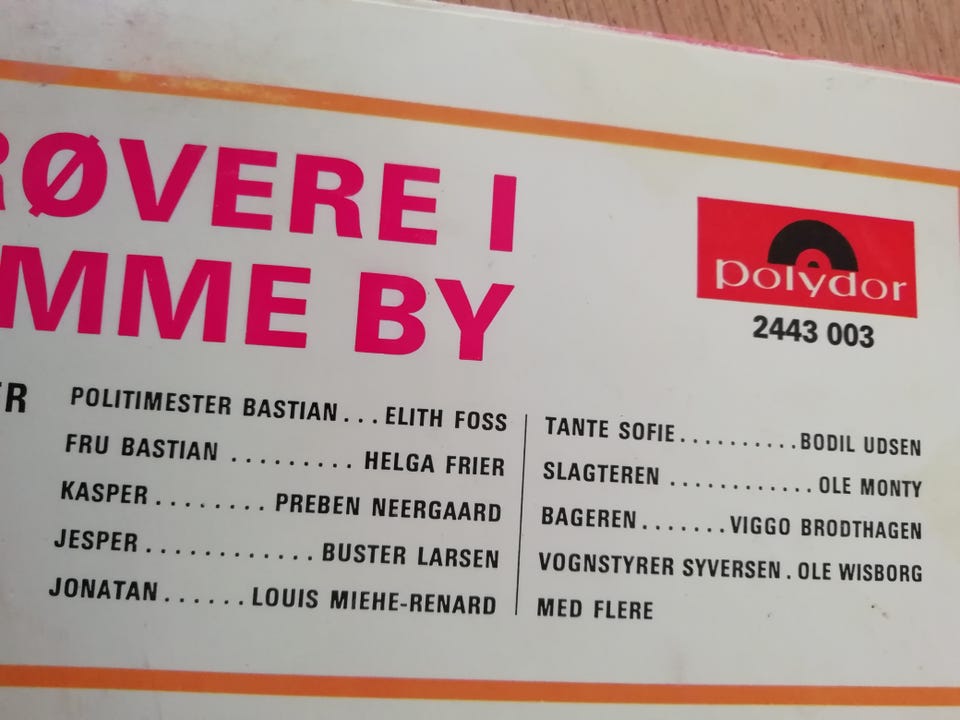 RØVERE I
MME BY
polydor
2443 003
ER
POLITIMESTER BASTIAN...ELITH FOSS
FRU BASTIAN ......... HELGA FRIER
KASPER........PREBEN NEERGAARD
JESPER............BUSTER LARSEN
JONATAN......LOUIS MIEHE-RENARD
TANTE SOFIE..........BODIL UDSEN
SLAGTEREN ............OLE MONTY
BAGEREN.......VIGGO BRODTHAGEN
VOGNSTYRER SYVERSEN.OLE WISBORG
MED FLERE